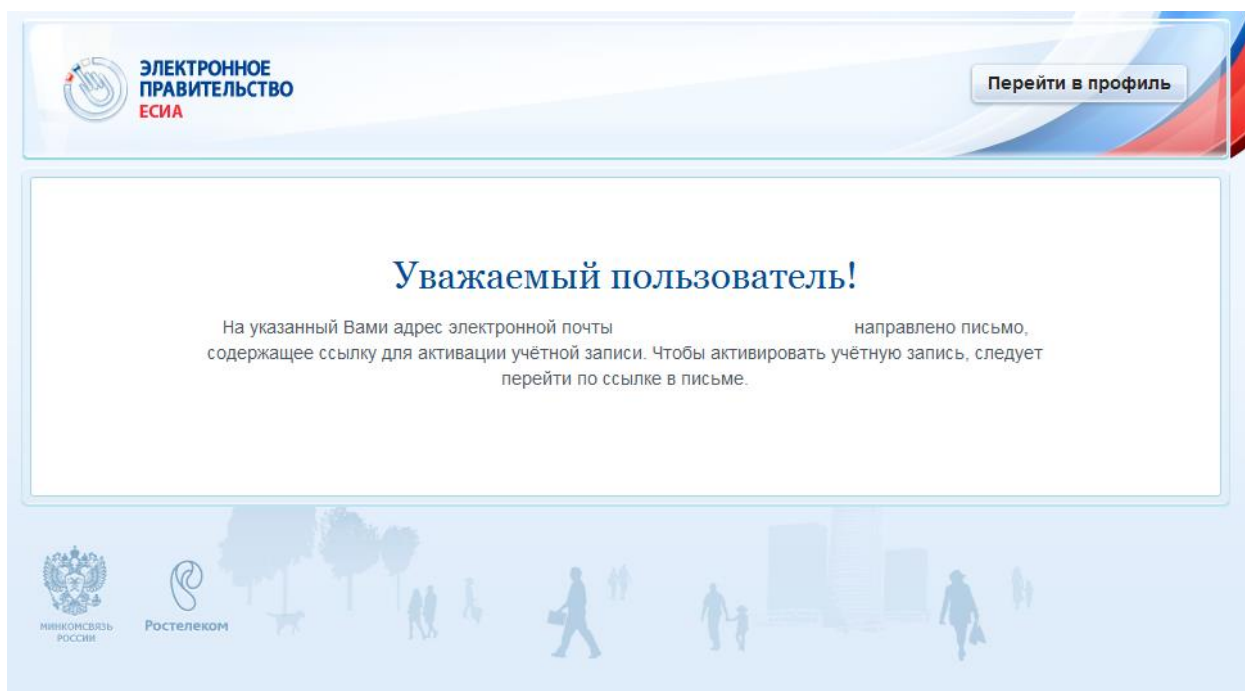 ЭЛЕКТРОННОЕ
ПРАВИТЕЛЬСТВО
ЕСИА
Перейти в профиль
Уважаемый пользователь!
На указанный Вами адрес электронной почты направлено письмо,
содержащее ссылку для активации учётной записи. Чтобы активировать учётную запись, следует
перейти по ссылке в письме.
МИНКОМСВЯЗЬ
РОССИИ
Ростелеком